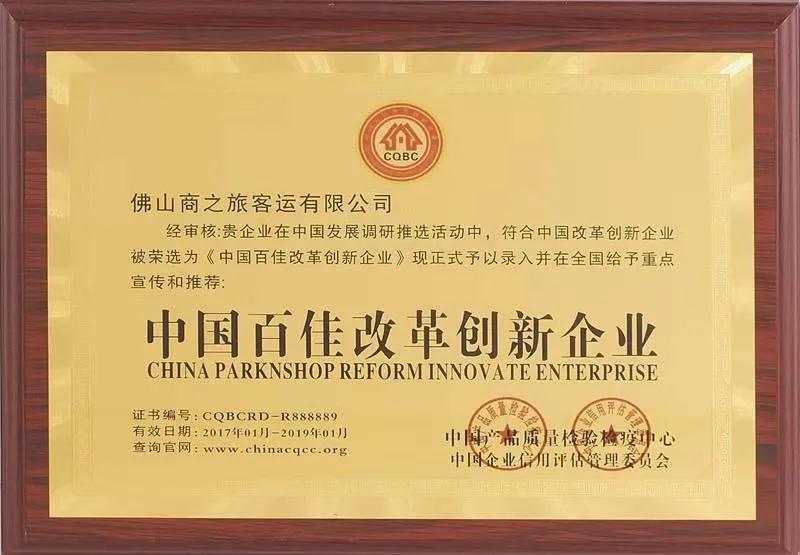 CQBC
佛山商之旅客运有限公司
经审核:贵企业在中国发展调研推选活动中，符合中国改革创新企业
被荣选为《中国百佳改革创新企业》现正式予以录入并在全国给予重点
宣传和推荐:
中国百佳改革创新企业
CHINA PARKNSHOP REFORM INNOVATE ENTERPRISE
证书编号: CQBCRD-R888889
有效日期: 2017年01月-2019年01月
查询官网: www.chinacqcc.org
中国产品质量检验检疫中心
中国企业信用评估管理委员会